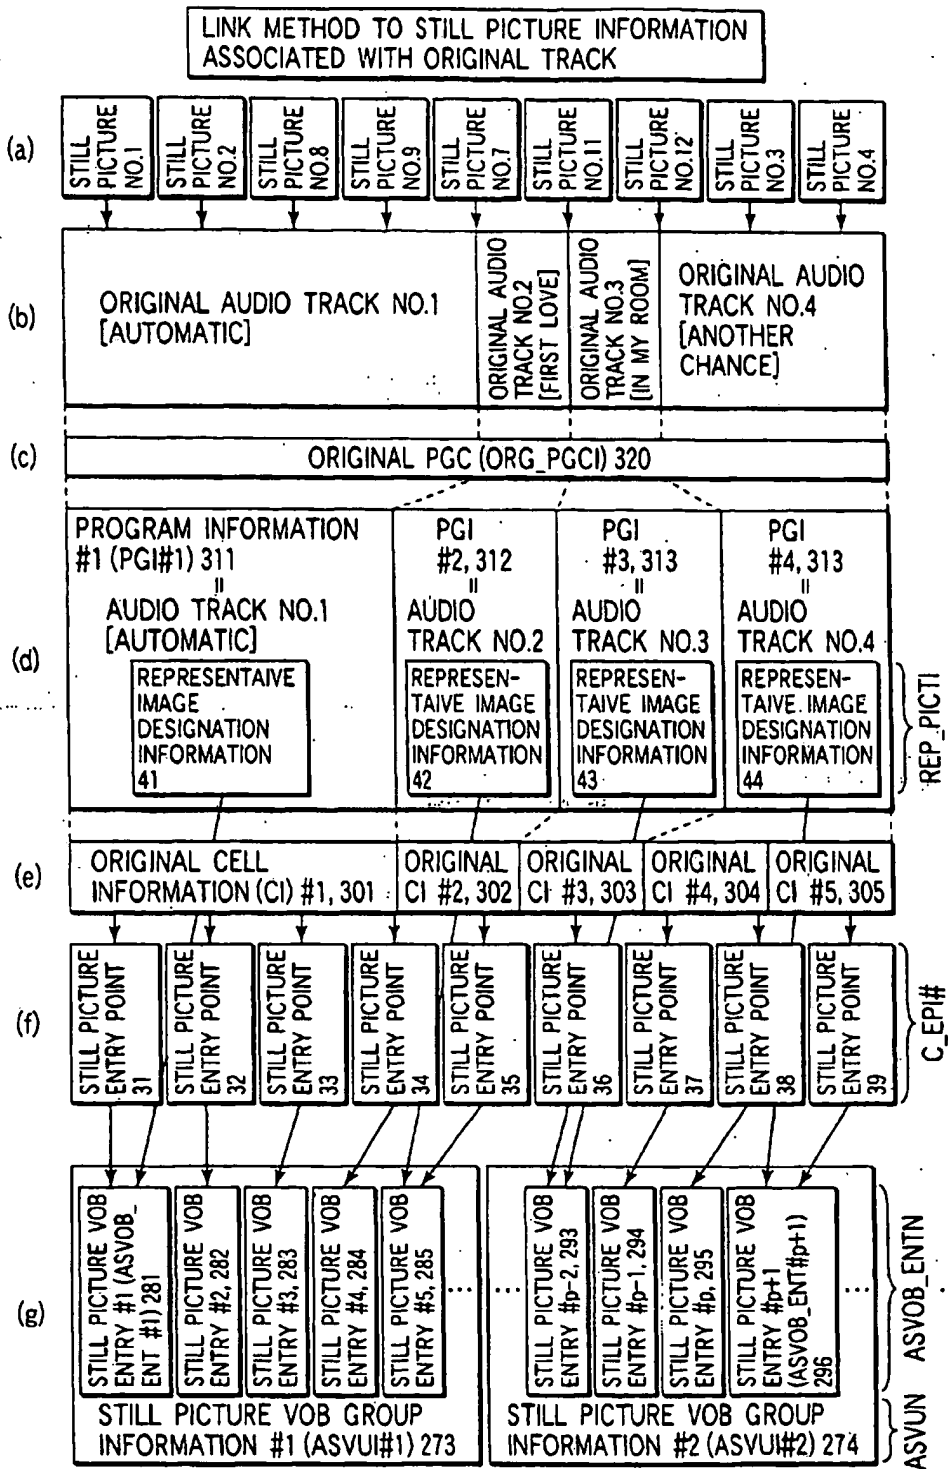 LINK METHOD TO STILL PICTURE INFORMATION
ASSOCIATED WITH ORIGINAL TRACK
(a)
STILL
PICTURE
NO.1
STILL
PICTURE
NO.2
STILL
PICTURE
NO.8
STILL
PICTURE
NO.9
STILL
PICTURE
NO.7
STILL
PICTURE
NO.11
STILL
PICTURE
NO.12
STILL
PICTURE
NO.3
STILL
PICTURE
NO.4
(b)
ORIGINAL AUDIO TRACK NO.1
[AUTOMATIC]
ORIGINAL AUDIO
TRACK NO.2
[FIRST LOVE]
ORIGINAL AUDIO
TRACK NO.3
[IN MY ROOM]
ORIGINAL AUDIO
TRACK NO.4
[ANOTHER
CHANCE]
(c)
ORIGINAL PGC (ORG_PGCI) 320
(d)
PROGRAM INFORMATION
#1 (PGI#1) 311
=
AUDIO TRACK NO.1
[AUTOMATIC]
REPRESENTAIVE
IMAGE
DESIGNATION
INFORMATION
41
PGI
#2, 312
=
AUDIO
TRACK NO.2
REPRESEN-
TAIVE IMAGE
DESIGNATION
INFORMATION
42
PGI
#3, 313
=
AUDIO
TRACK NO.3
REPRESEN-
TAIVE IMAGE
DESIGNATION
INFORMATION
43
PGI
#4, 313
=
AUDIO
TRACK NO.4
REPRESEN-
TAIVE IMAGE
DESIGNATION
INFORMATION
44
REP_PICTI
(e)
ORIGINAL CELL
INFORMATION (CI) #1, 301
ORIGINAL
CI #2, 302
ORIGINAL
CI #3, 303
ORIGINAL
CI #4, 304
ORIGINAL
CI #5, 305
(f)
STILL PICTURE
ENTRY POINT
31
STILL PICTURE
ENTRY POINT
32
STILL PICTURE
ENTRY POINT
33
STILL PICTURE
ENTRY POINT
34
STILL PICTURE
ENTRY POINT
35
STILL PICTURE
ENTRY POINT
36
STILL PICTURE
ENTRY POINT
37
STILL PICTURE
ENTRY POINT
38
STILL PICTURE
ENTRY POINT
39
C_EPI#
(g)
STILL PICTURE VOB
ENTRY #1 (ASVOB_
ENT #1) 281
STILL PICTURE VOB
ENTRY #2, 282
STILL PICTURE VOB
ENTRY #3, 283
STILL PICTURE VOB
ENTRY #4, 284
STILL PICTURE VOB
ENTRY #5, 285
STILL PICTURE VOB GROUP
INFORMATION #1 (ASVUI#1) 273
STILL PICTURE VOB
ENTRY #p-2, 293
STILL PICTURE VOB
ENTRY #p-1, 294
STILL PICTURE VOB
ENTRY #p, 295
STILL PICTURE VOB
ENTRY #p+1
(ASVOB_ENT#p+1)
296
STILL PICTURE VOB GROUP
INFORMATION #2 (ASVUI#2) 274
ASVOB_ENTN
ASVUN